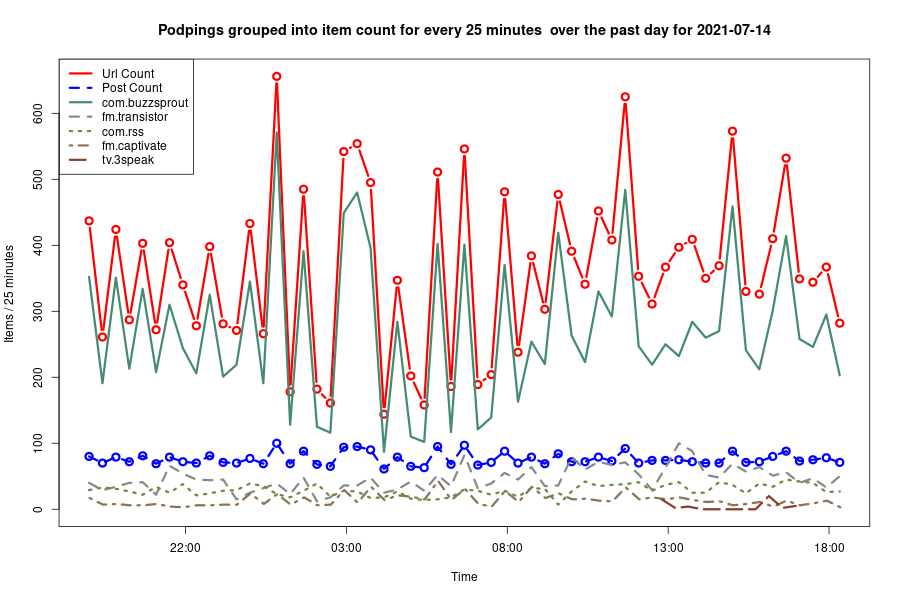 Podpings grouped into item count for every 25 minutes  over the past day for 2021-07-14
Url Count
Post Count
com.buzzsprout
fm.transistor
com.rss
fm.captivate
tv.3speak
Items / 25 minutes
600
500
400
300
200
100
0
22:00
03:00
08:00
13:00
18:00
Time